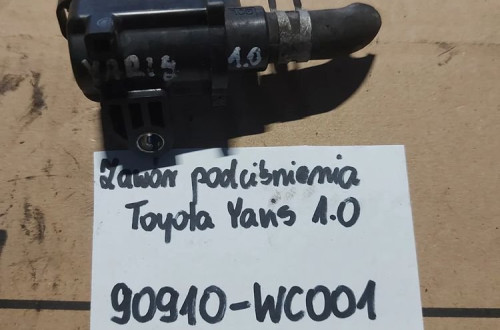 YARIS 1.0
Zawór podciśnienia
Toyota Yaris 1.0
90910-WC001